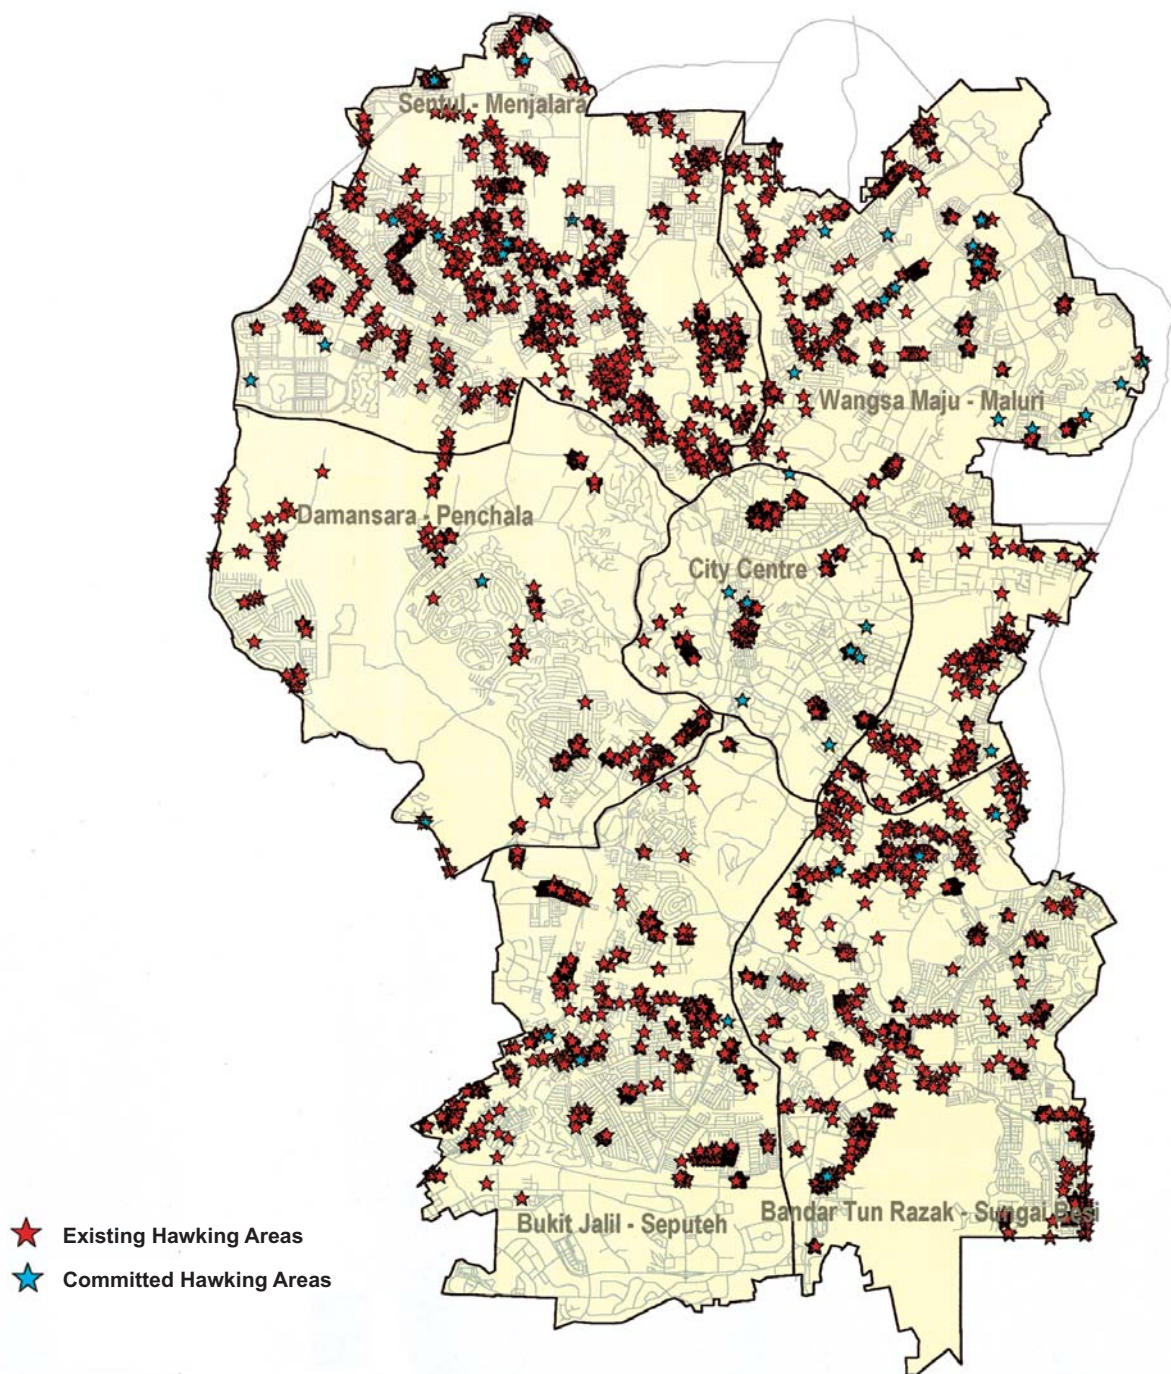 Sentul - Menjalara
Wangsa Maju - Maluri
Damansara - Penchala
City Centre
Bukit Jalil - Seputeh
Bandar Tun Razak - Sungai Besi
Existing Hawking Areas
Committed Hawking Areas